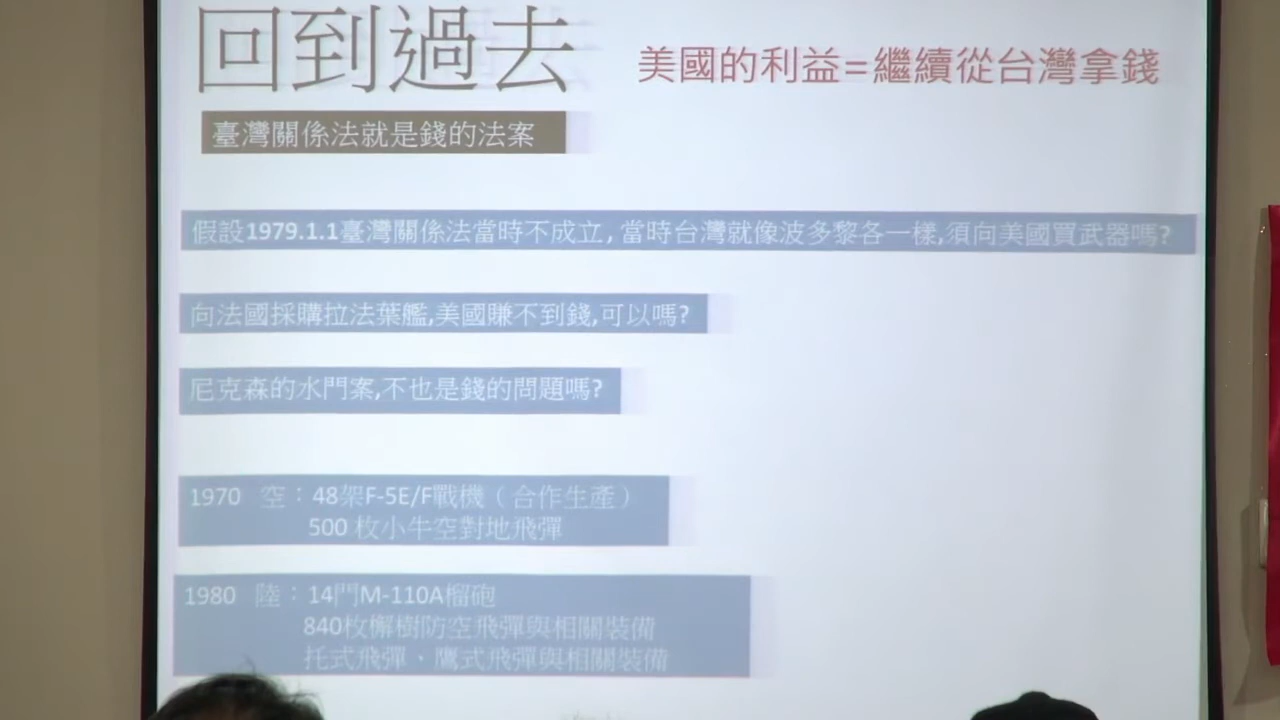 回到過去
美國的利益=繼續從台灣拿錢
臺灣關係法就是錢的法案
假設1979.1.1臺灣關係法當時不成立,當時台灣就像波多黎各一樣,須向美國買武器嗎?
向法國採購拉法葉艦,美國賺不到錢,可以嗎?
尼克森的水門案,不也是錢的問題嗎?
1970 空：48架F-5E/F戰機（合作生產）
500 枚小牛空對地飛彈
1980 陸：14門M-110A榴砲
840枚檞樹防空飛彈與相關裝備
托式飛彈、鷹式飛彈與相關裝備